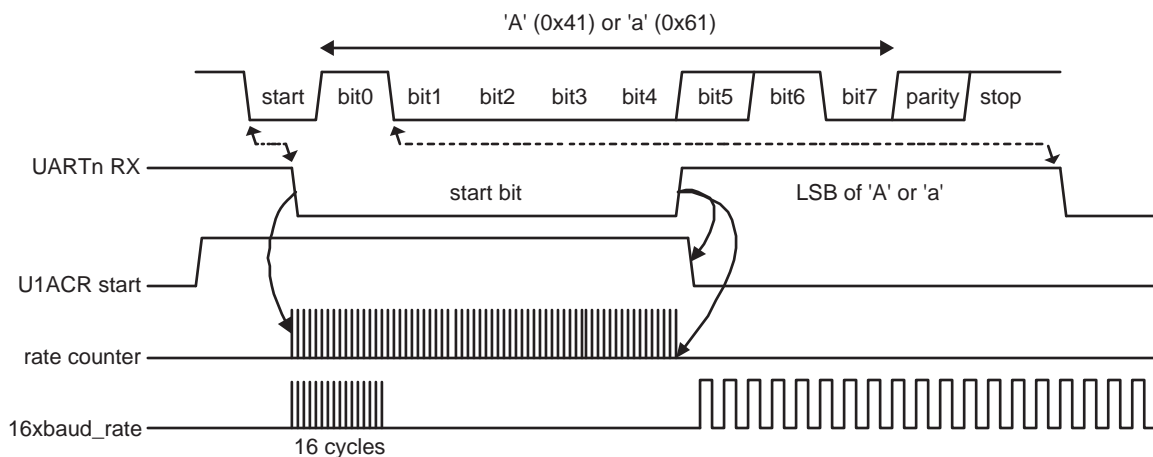 'A' (0x41) or 'a' (0x61)
start bit0 bit1 bit2 bit3 bit4 bit5 bit6 bit7 parity stop
UARTn RX
start bit
LSB of 'A' or 'a'
U1ACR start
rate counter
16xbaud_rate
16 cycles